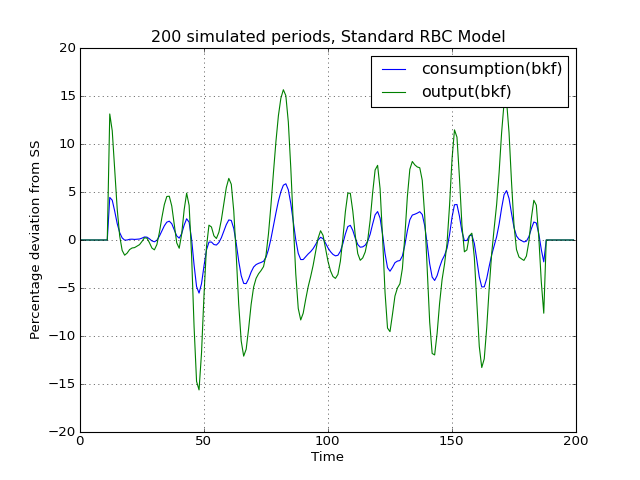 200 simulated periods, Standard RBC Model
Percentage deviation from SS
20
15
10
5
0
−5
−10
−15
−20
consumption(bkf)
output(bkf)
0 50 100 150 200
Time